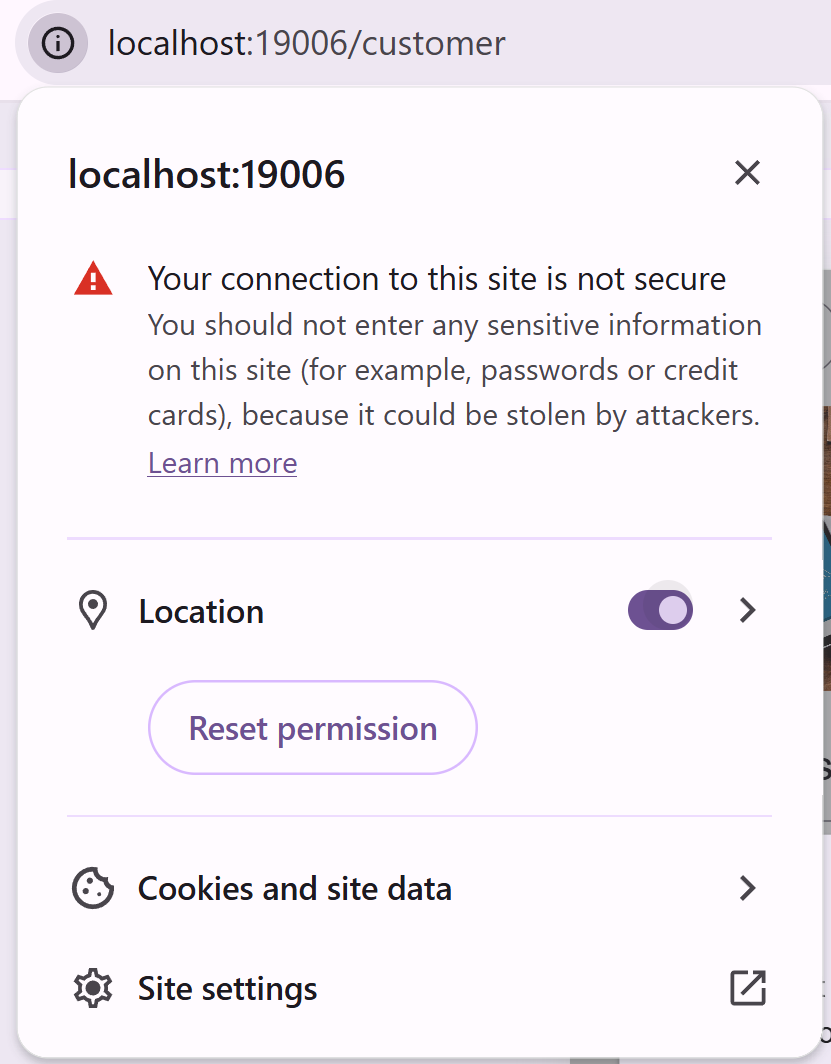 localhost:19006/customer
localhost:19006
Your connection to this site is not secure
You should not enter any sensitive information
on this site (for example, passwords or credit
cards), because it could be stolen by attackers.
Learn more
Location
Reset permission
Cookies and site data
Site settings